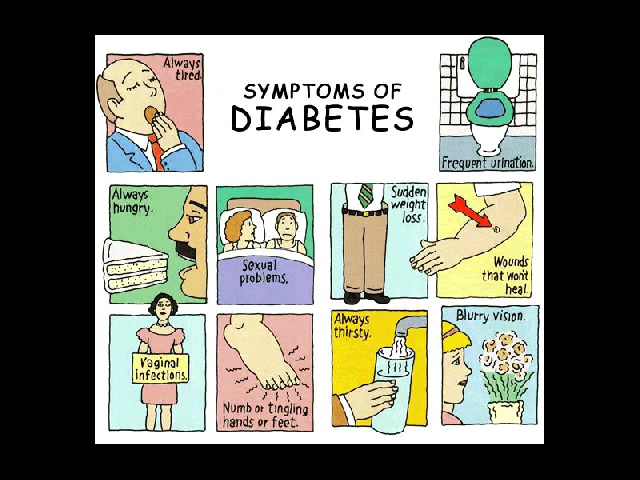 SYMPTOMS OF
DIABETES
Always
tired.
Frequent urination.
Always
hungry.
Sexual
problems.
Sudden
weight
loss.
Wounds
that won't
heal.
Vaginal
infections.
Numb or tingling
hands or feet.
Always
thirsty.
Blurry vision.